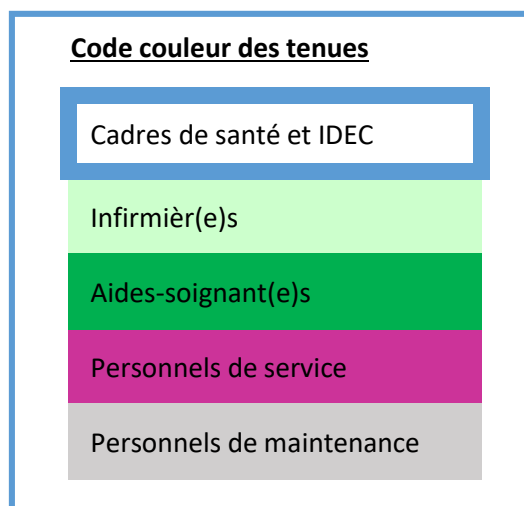 Code couleur des tenues
Cadres de santé et IDEC
Infirmièr(e)s
Aides-soignant(e)s
Personnels de service
Personnels de maintenance